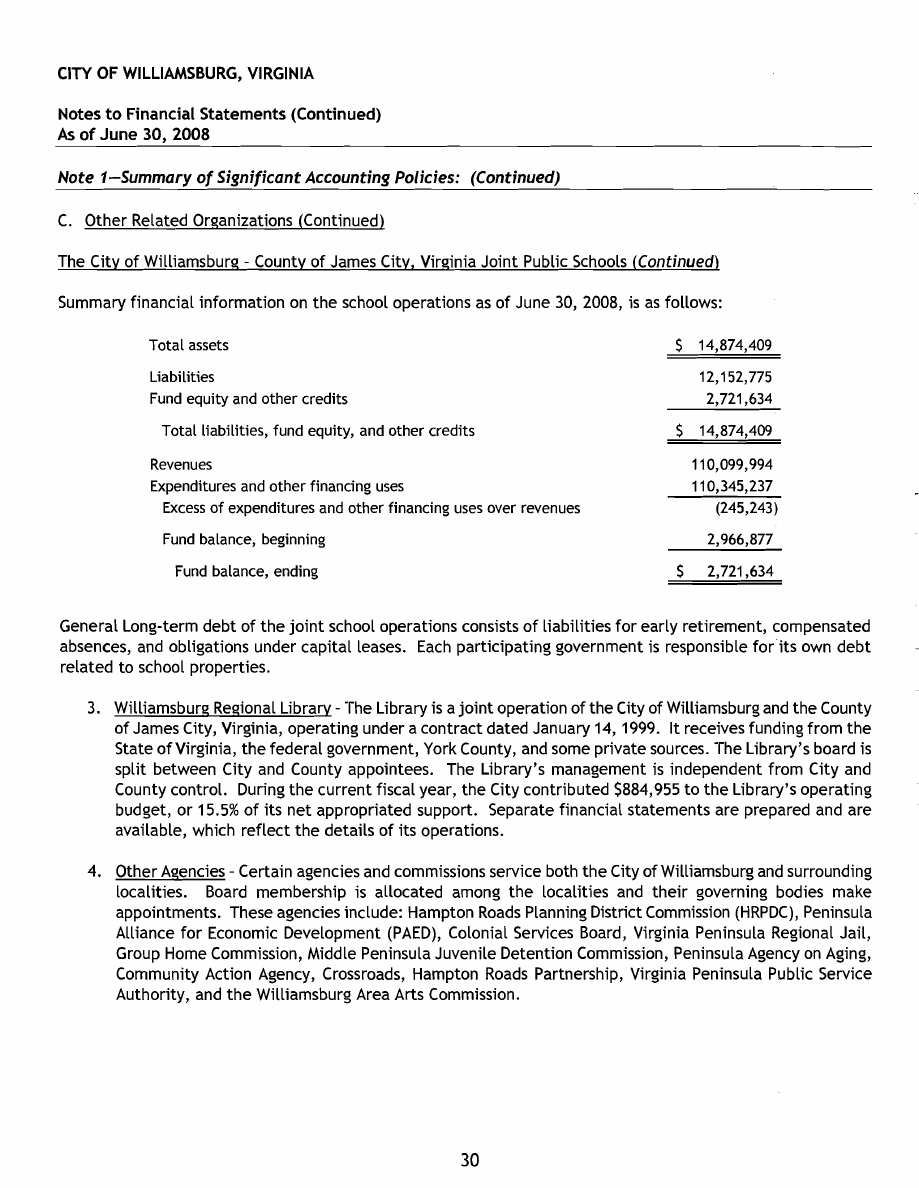 CITY OF WILLIAMSBURG, VIRGINIA
Notes to Financial Statements (Continued)
As of June 30, 2008
Note 1—Summary of Significant Accounting Policies: (Continued)
C. Other Related Organizations (Continued)
The City of Williamsburg - County of James City, Virginia Joint Public Schools (Continued)
Summary financial information on the school operations as of June 30, 2008, is as follows:
Total assets $ 14,874,409
Liabilities 12,152,775
Fund equity and other credits 2,721,634
Total liabilities, fund equity, and other credits $ 14,874,409
Revenues 110,099,994
Expenditures and other financing uses 110,345,237
Excess of expenditures and other financing uses over revenues (245,243)
Fund balance, beginning 2,966,877
Fund balance, ending $ 2,721,634
General Long-term debt of the joint school operations consists of liabilities for early retirement, compensated
absences, and obligations under capital leases. Each participating government is responsible for its own debt
related to school properties.
3. Williamsburg Regional Library - The Library is a joint operation of the City of Williamsburg and the County
of James City, Virginia, operating under a contract dated January 14, 1999. It receives funding from the
State of Virginia, the federal government, York County, and some private sources. The Library's board is
split between City and County appointees. The Library's management is independent from City and
County control. During the current fiscal year, the City contributed $884,955 to the Library's operating
budget, or 15.5% of its net appropriated support. Separate financial statements are prepared and are
available, which reflect the details of its operations.
4. Other Agencies - Certain agencies and commissions service both the City of Williamsburg and surrounding
localities. Board membership is allocated among the localities and their governing bodies make
appointments. These agencies include: Hampton Roads Planning District Commission (HRPDC), Peninsula
Alliance for Economic Development (PAED), Colonial Services Board, Virginia Peninsula Regional Jail,
Group Home Commission, Middle Peninsula Juvenile Detention Commission, Peninsula Agency on Aging,
Community Action Agency, Crossroads, Hampton Roads Partnership, Virginia Peninsula Public Service
Authority, and the Williamsburg Area Arts Commission.
30